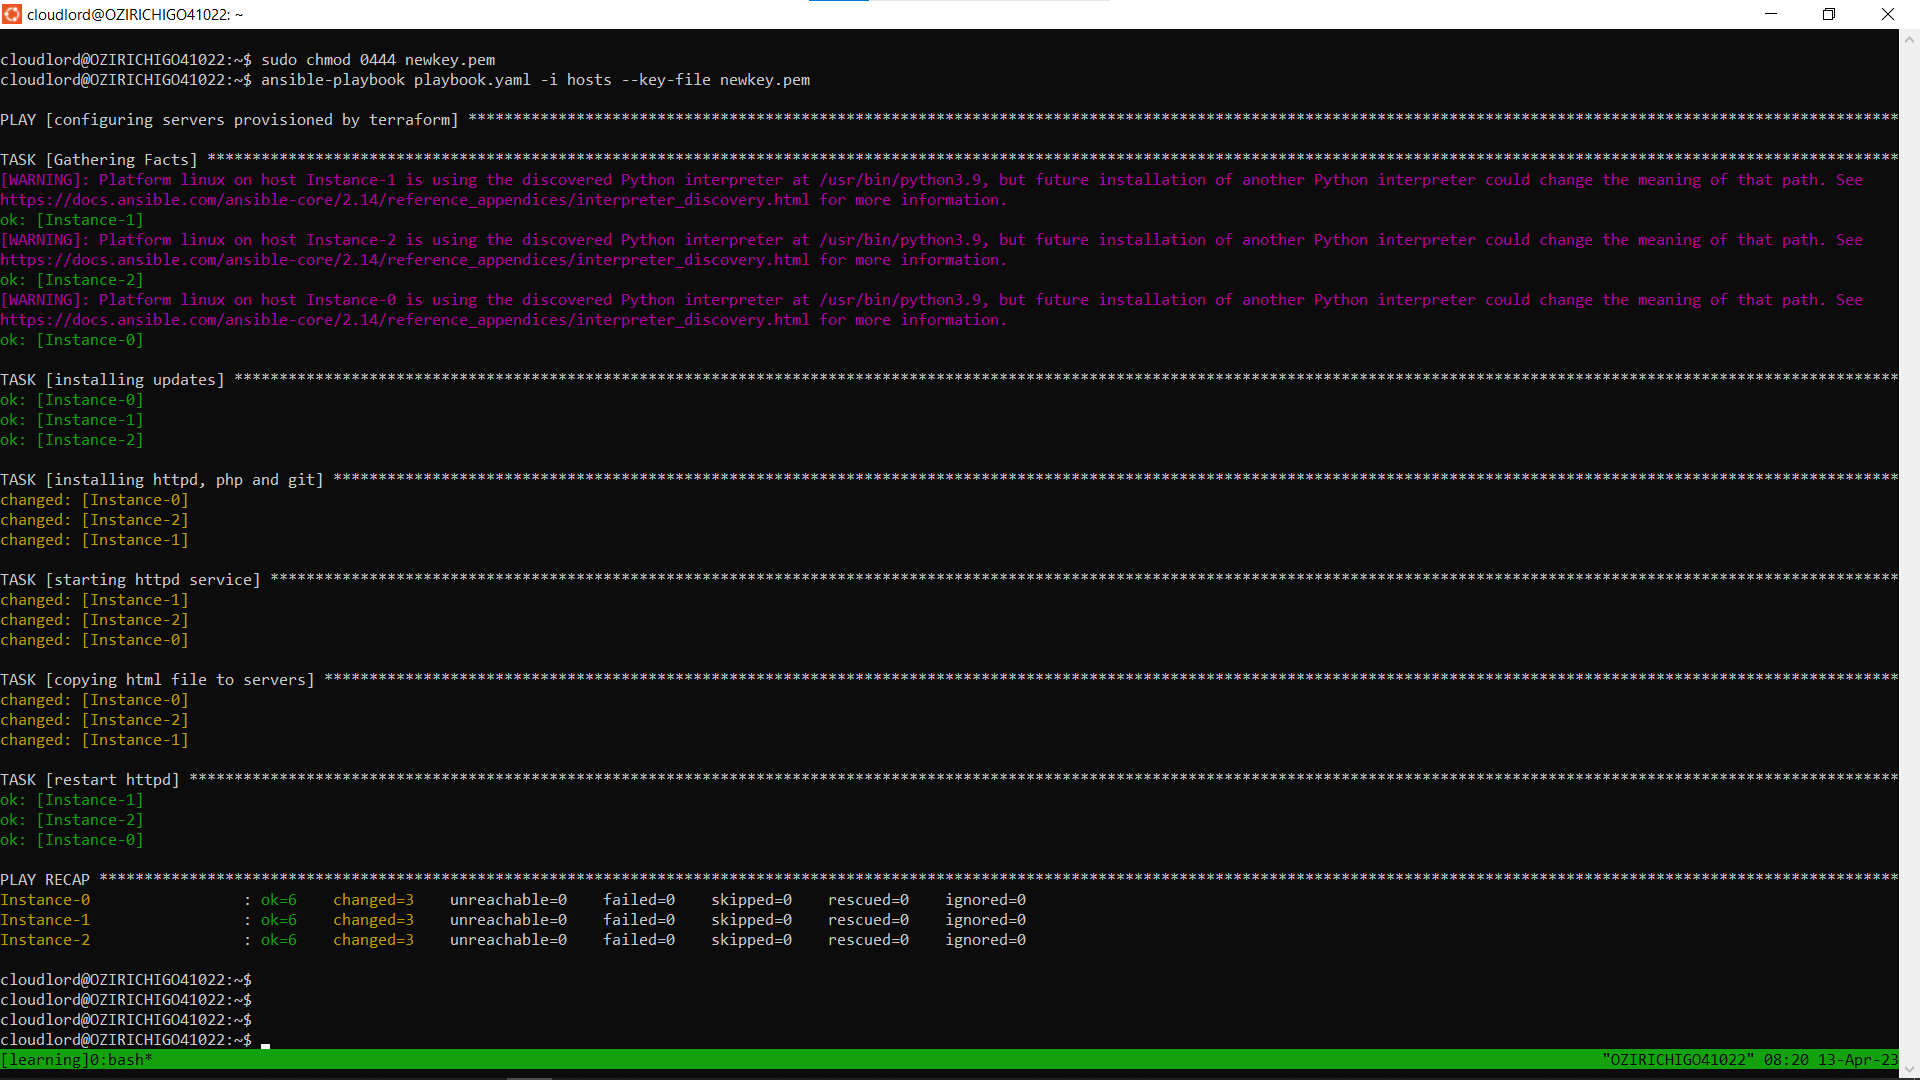 cloudlord@OZIRICHIGO41022: ~
cloudlord@OZIRICHIGO41022:~$ sudo chmod 0444 newkey.pem
cloudlord@OZIRICHIGO41022:~$ ansible-playbook playbook.yaml -i hosts --key-file newkey.pem
PLAY [configuring servers provisioned by terraform] ***************************************************************************************************************************************************************
TASK [Gathering Facts] ********************************************************************************************************************************************************************************************
[WARNING]: Platform linux on host Instance-1 is using the discovered Python interpreter at /usr/bin/python3.9, but future installation of another Python interpreter could change the meaning of that path. See
https://docs.ansible.com/ansible-core/2.14/reference_appendices/interpreter_discovery.html for more information.
ok: [Instance-1]
[WARNING]: Platform linux on host Instance-2 is using the discovered Python interpreter at /usr/bin/python3.9, but future installation of another Python interpreter could change the meaning of that path. See
https://docs.ansible.com/ansible-core/2.14/reference_appendices/interpreter_discovery.html for more information.
ok: [Instance-2]
[WARNING]: Platform linux on host Instance-0 is using the discovered Python interpreter at /usr/bin/python3.9, but future installation of another Python interpreter could change the meaning of that path. See
https://docs.ansible.com/ansible-core/2.14/reference_appendices/interpreter_discovery.html for more information.
ok: [Instance-0]
TASK [installing updates] *****************************************************************************************************************************************************************************************
ok: [Instance-0]
ok: [Instance-1]
ok: [Instance-2]
TASK [installing httpd, php and git] ******************************************************************************************************************************************************************************
changed: [Instance-0]
changed: [Instance-2]
changed: [Instance-1]
TASK [starting httpd service] *************************************************************************************************************************************************************************************
changed: [Instance-1]
changed: [Instance-2]
changed: [Instance-0]
TASK [copying html file to servers] *******************************************************************************************************************************************************************************
changed: [Instance-0]
changed: [Instance-2]
changed: [Instance-1]
TASK [restart httpd] **********************************************************************************************************************************************************************************************
ok: [Instance-1]
ok: [Instance-2]
ok: [Instance-0]
PLAY RECAP ********************************************************************************************************************************************************************************************************
Instance-0 : ok=6 changed=3 unreachable=0 failed=0 skipped=0 rescued=0 ignored=0
Instance-1 : ok=6 changed=3 unreachable=0 failed=0 skipped=0 rescued=0 ignored=0
Instance-2 : ok=6 changed=3 unreachable=0 failed=0 skipped=0 rescued=0 ignored=0
cloudlord@OZIRICHIGO41022:~$
cloudlord@OZIRICHIGO41022:~$
cloudlord@OZIRICHIGO41022:~$
cloudlord@OZIRICHIGO41022:~$
[learning]0:bash* "OZIRICHIGO41022" 08:20 13-Apr-23